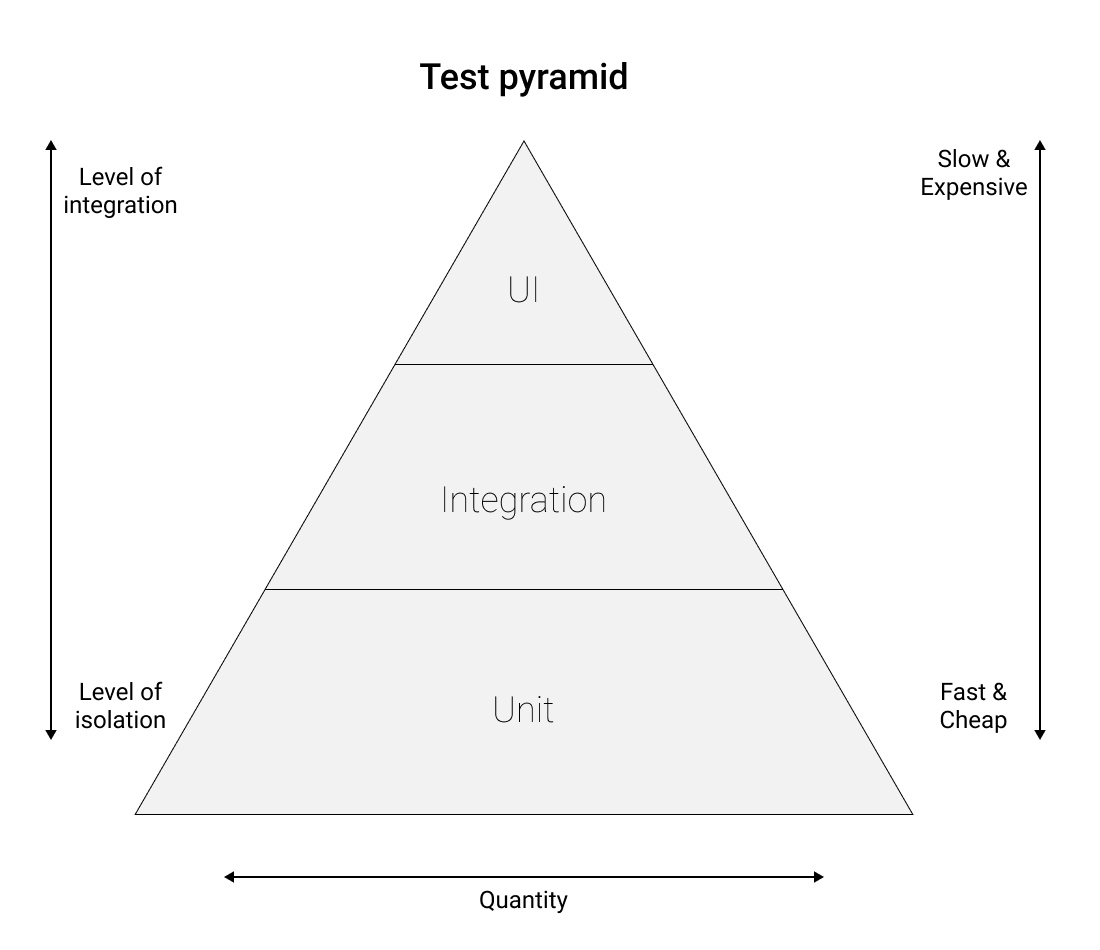 Test pyramid
Level of
integration
Slow &
Expensive
UI
Integration
Unit
Level of
isolation
Fast &
Cheap
Quantity